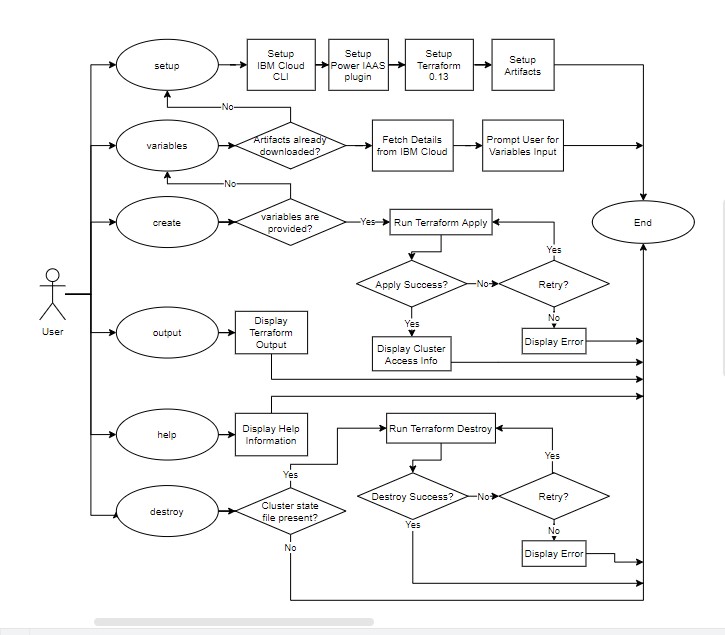 setup
Setup
IBM Cloud
CLI
Setup
Power IAAS
plugin
Setup
Terraform
0.13
Setup
Artifacts
No
variables
Artifacts already
downloaded?
Fetch Details
from IBM Cloud
Prompt User for
Variables Input
No
create
variables are
provided?
Yes
Run Terraform Apply
End
Yes
Apply Success?
No
Retry?
Yes
No
User
output
Display
Terraform
Output
Display Cluster
Access Info
Display Error
help
Display Help
Information
Run Terraform Destroy
Yes
Yes
destroy
Cluster state
file present?
Destroy Success?
No
Retry?
Yes
No
No
Display Error